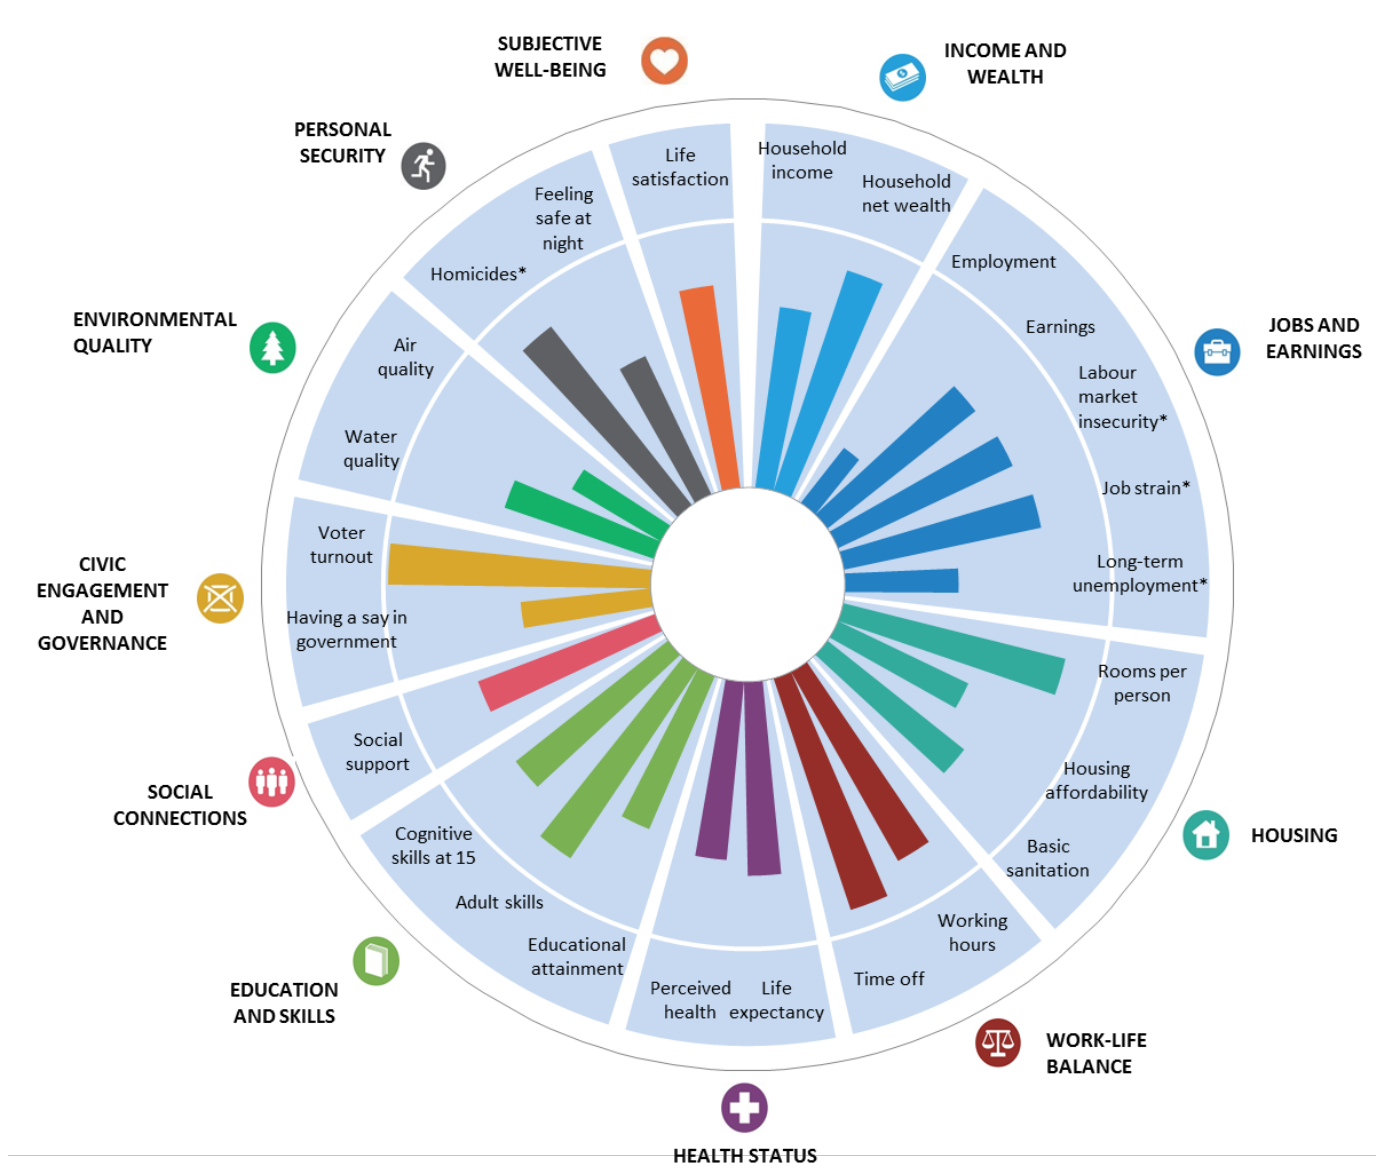 SUBJECTIVE
WELL-BEING
INCOME AND
WEALTH
PERSONAL
SECURITY
Life
satisfaction
Household
income
Household
net wealth
Feeling
safe at
night
Homicides*
Employment
Earnings
Labour
market
insecurity*
Job strain*
Long-term
unemployment*
JOBS AND
EARNINGS
ENVIRONMENTAL
QUALITY
Air
quality
Water
quality
CIVIC
ENGAGEMENT
AND
GOVERNANCE
Voter
turnout
Having a say in
government
Rooms per
person
Housing
affordability
Basic
sanitation
HOUSING
SOCIAL
CONNECTIONS
Social
support
Cognitive
skills at 15
Adult skills
Educational
attainment
EDUCATION
AND SKILLS
Perceived
health
Life
expectancy
HEALTH STATUS
Time off
Working
hours
WORK-LIFE
BALANCE